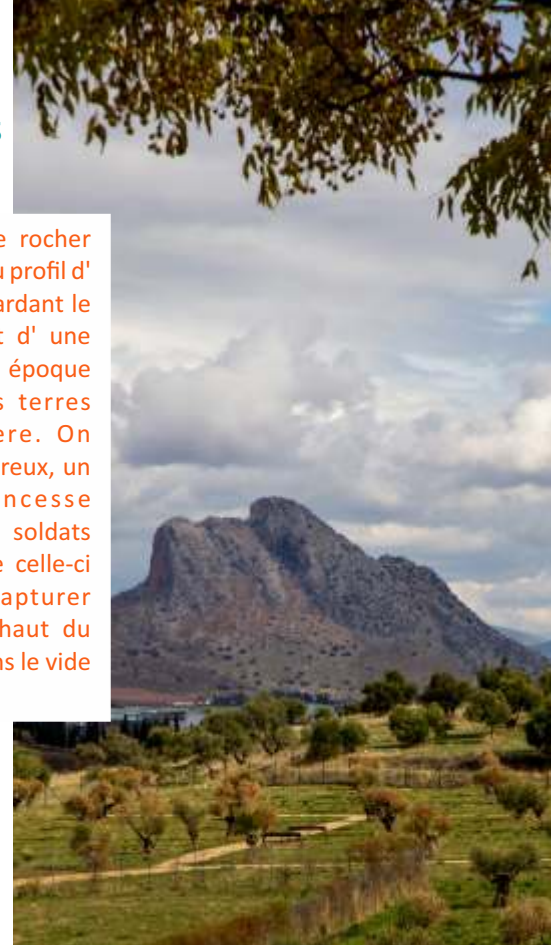 e rocher
u profil d'
ardant le
t d' une
époque
s terres
ère. On
reux, un
ncesse
soldats
e celle-ci
apturer
haut du
ns le vide